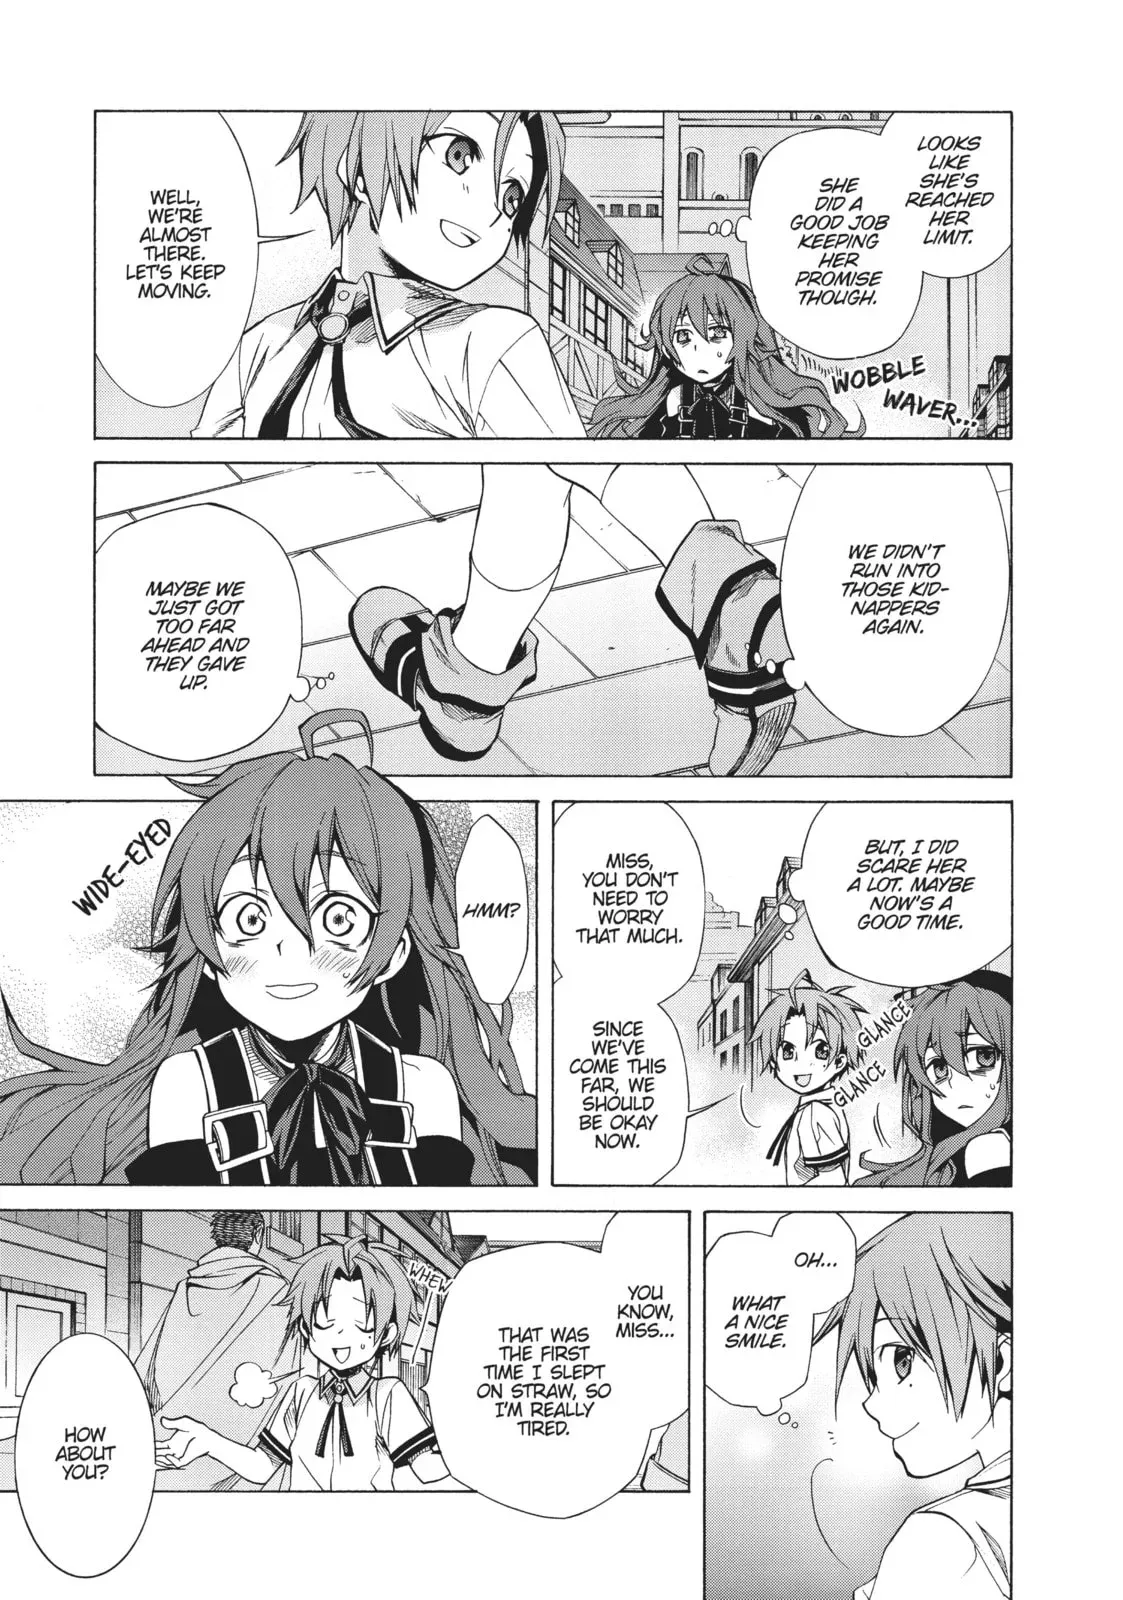 LOOKS
LIKE
SHE'S
REACHED
HER
LIMIT.
SHE
DID A
GOOD JOB
KEEPING
HER
PROMISE
THOUGH.
WOBBLE
WAVER...
WELL,
WE'RE
ALMOST
THERE.
LET'S KEEP
MOVING.
WE DIDN'T
RUN INTO
THOSE KID-
NAPPERS
AGAIN.
MAYBE WE
JUST GOT
TOO FAR
AHEAD AND
THEY GAVE
UP.
BUT, I DID
SCARE HER
A LOT. MAYBE
NOW'S A
GOOD TIME.
GLANCE
GLANCE
MISS,
YOU DON'T
NEED TO
WORRY
THAT MUCH.
SINCE
WE'VE
COME THIS
FAR, WE
SHOULD
BE OKAY
NOW.
HMM?
WIDE-EYED
OH...
WHAT
A NICE
SMILE.
YOU
KNOW,
MISS...
THAT WAS
THE FIRST
TIME I SLEPT
ON STRAW, SO
I'M REALLY
TIRED.
WHEW
HOW
ABOUT
YOU?